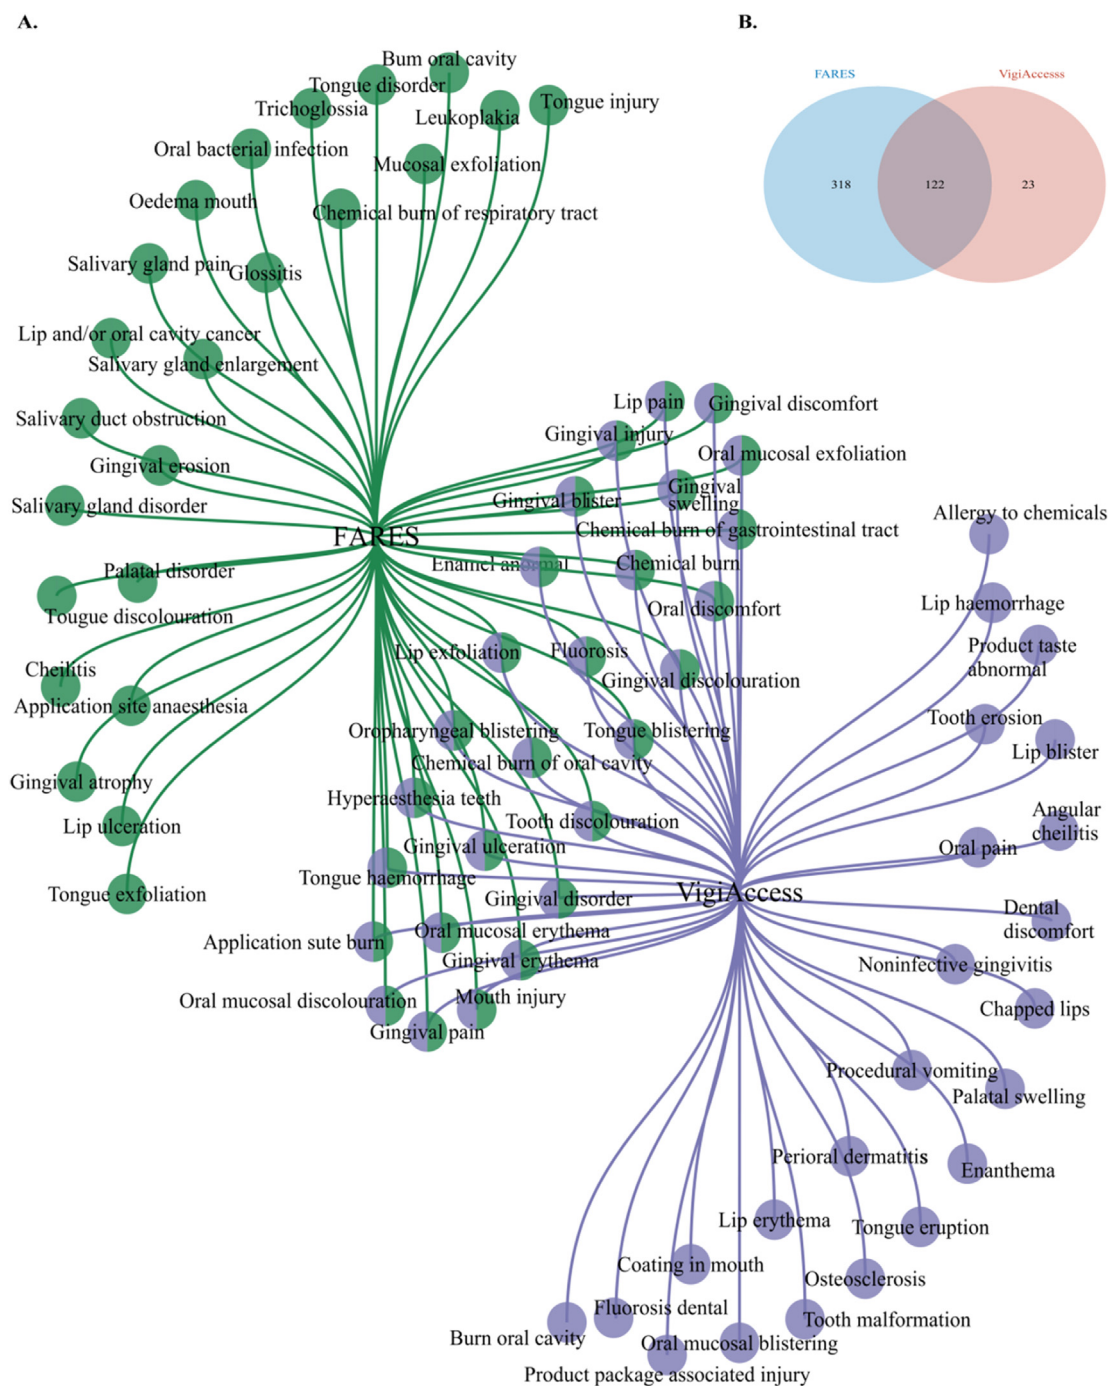 A.
B.
Bum oral cavity
Tongue disorder
Trichoglossia
Leukoplakia
Tongue injury
Oral bacterial infection
Mucosal exfoliation
Oedema mouth
Chemical burn of respiratory tract
Salivary gland pain
Glossitis
Lip and/or oral cavity cancer
Salivary gland enlargement
Salivary duct obstruction
Gingival erosion
Salivary gland disorder
FARES
Palatal disorder
Tougue discolouration
Cheilitis
Application site anaesthesia
Gingival atrophy
Lip ulceration
Tongue exfoliation
FARES
VigiAccesss
318
122
23
Lip pain
Gingival discomfort
Gingival injury
Oral mucosal exfoliation
Gingival blister
Gingival
swelling
Chemical burn of gastrointestinal tract
Enamel anormal
Chemical burn
Oral discomfort
Lip exfoliation
Fluorosis
Gingival discolouration
Oropharyngeal blistering
Tongue blistering
Chemical burn of oral cavity
Hyperaesthesia teeth
Tooth discolouration
Gingival ulceration
Tongue haemorrhage
Gingival disorder
Application sute burn
Oral mucosal erythema
Gingival erythema
Oral mucosal discolouration
Mouth injury
Gingival pain
VigiAccess
Allergy to chemicals
Lip haemorrhage
Product taste
abnormal
Tooth erosion
Lip blister
Angular
cheilitis
Oral pain
Dental
discomfort
Noninfective gingivitis
Chapped lips
Procedural vomiting
Palatal swelling
Perioral dermatitis
Enanthema
Lip erythema
Tongue eruption
Coating in mouth
Osteosclerosis
Fluorosis dental
Tooth malformation
Burn oral cavity
Oral mucosal blistering
Product package associated injury